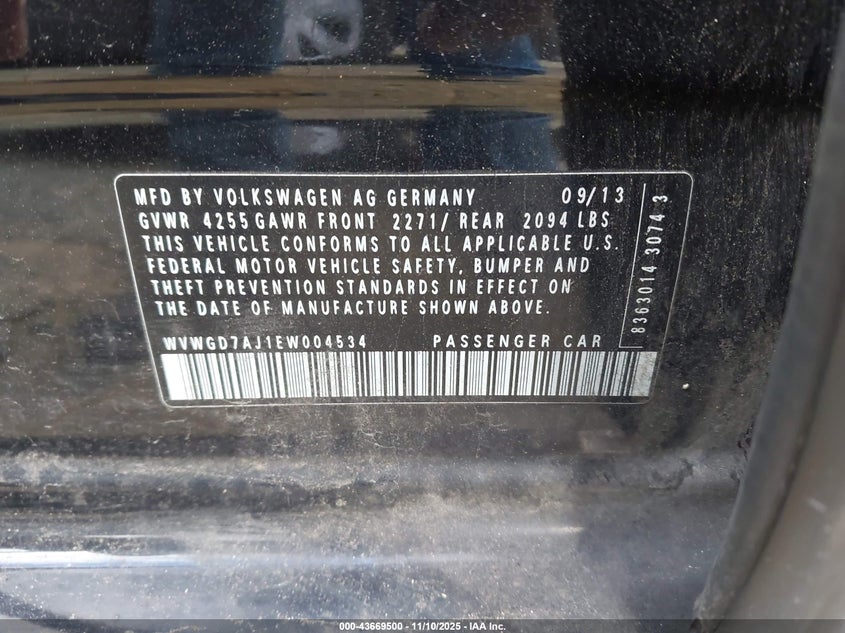 MFD BY VOLKSWAGEN AG GERMANY 09/13
GVWR 4255 GAWR FRONT 2271/ REAR 2094 LBS
THIS VEHICLE CONFORMS TO ALL APPLICABLE U.S.
FEDERAL MOTOR VEHICLE SAFETY, BUMPER AND
THEFT PREVENTION STANDARDS IN EFFECT ON
THE DATE OF MANUFACTURE SHOWN ABOVE.
WVWGD7AJ1EW004534 PASSENGER CAR
8363014 3074 3
000-43669500 - 11/10/2025 - IAA Inc.